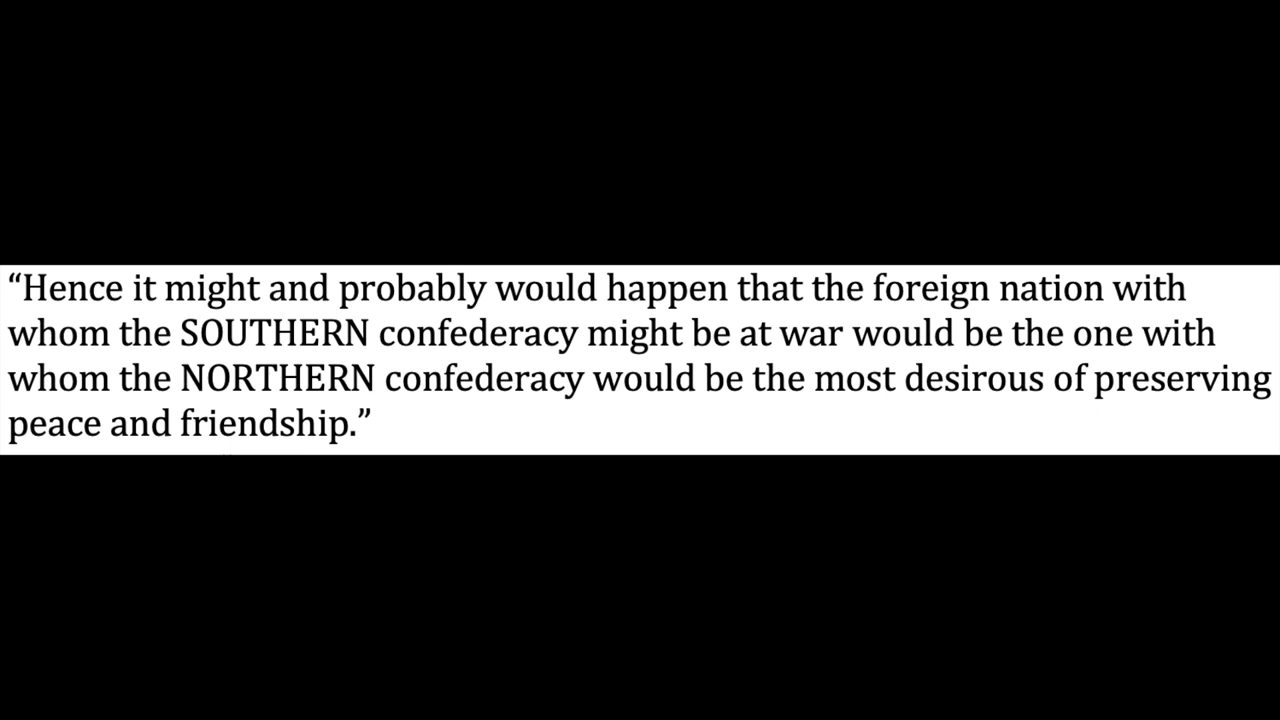 “Hence it might and probably would happen that the foreign nation with
whom the SOUTHERN confederacy might be at war would be the one with
whom the NORTHERN confederacy would be the most desirous of preserving
peace and friendship.”